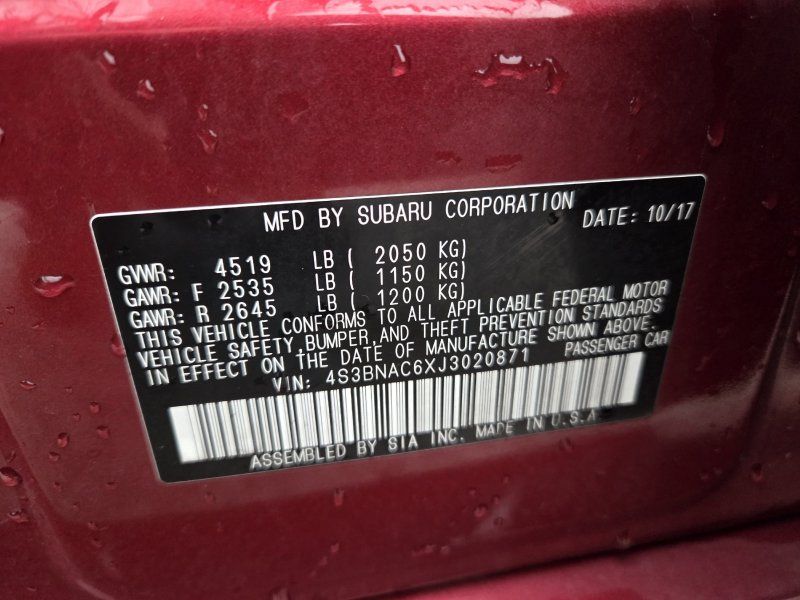 MFD BY SUBARU CORPORATION DATE: 10/17
GVWR: 4519 LB ( 2050 KG)
GAWR: F 2535 LB ( 1150 KG)
GAWR: R 2645 LB ( 1200 KG)
THIS VEHICLE CONFORMS TO ALL APPLICABLE FEDERAL MOTOR
VEHICLE SAFETY, BUMPER, AND THEFT PREVENTION STANDARDS
IN EFFECT ON THE DATE OF MANUFACTURE SHOWN ABOVE.
VIN: 4S3BNAC6XJ3020871 PASSENGER CAR
ASSEMBLED BY SIA INC. MADE IN U.S.A